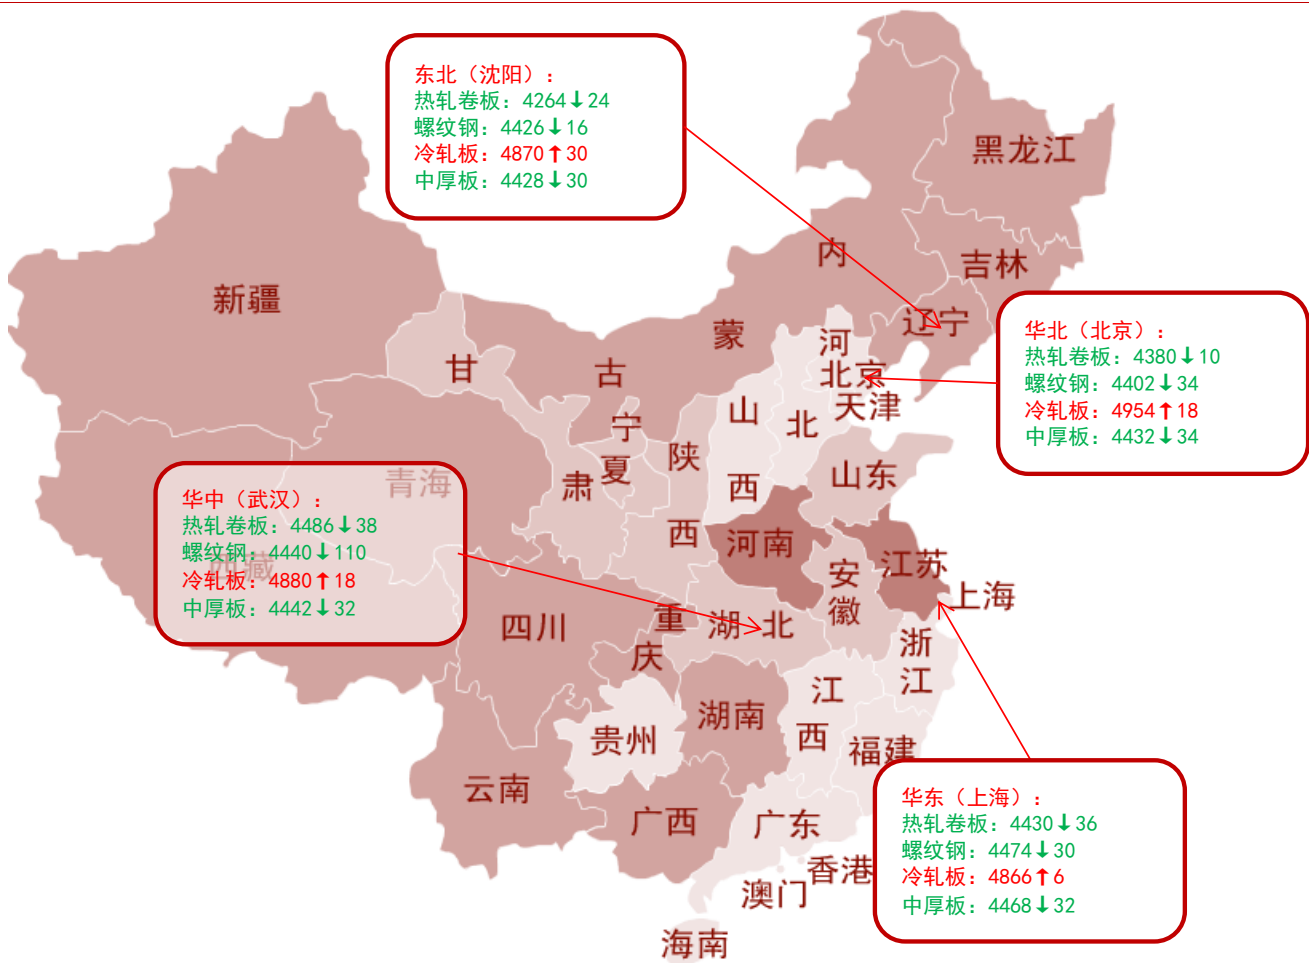 东北（沈阳）：
热轧卷板：4264↓24
螺纹钢：4426↓16
冷轧板：4870↑30
中厚板：4428↓30
黑龙江
内
吉林
新疆
辽宁
蒙
河
华北（北京）：
热轧卷板：4380↓10
螺纹钢：4402↓34
冷轧板：4954↑18
中厚板：4432↓34
甘
古
北京
天津
山
北
宁
陕
夏
肃
西
山东
青海
华中（武汉）：
热轧卷板：4486↓38
螺纹钢：4440↓110
冷轧板：4880↑18
中厚板：4442↓32
西藏
西
河南
江苏
安
徽
上海
四川
重
庆
湖
北
浙
江
江
西
湖南
贵州
福建
云南
广西
广东
华东（上海）：
热轧卷板：4430↓36
螺纹钢：4474↓30
冷轧板：4866↑6
中厚板：4468↓32
香港
澳门
海南